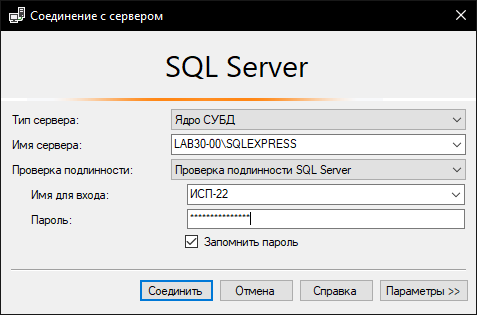 Соединение с сервером
SQL Server
Тип сервера: Ядро СУБД
Имя сервера: LAB30-00\SQLEXPRESS
Проверка подлинности: Проверка подлинности SQL Server
Имя для входа: ИСП-22
Пароль: ***************
Запомнить пароль
Соединить Отмена Справка Параметры >>